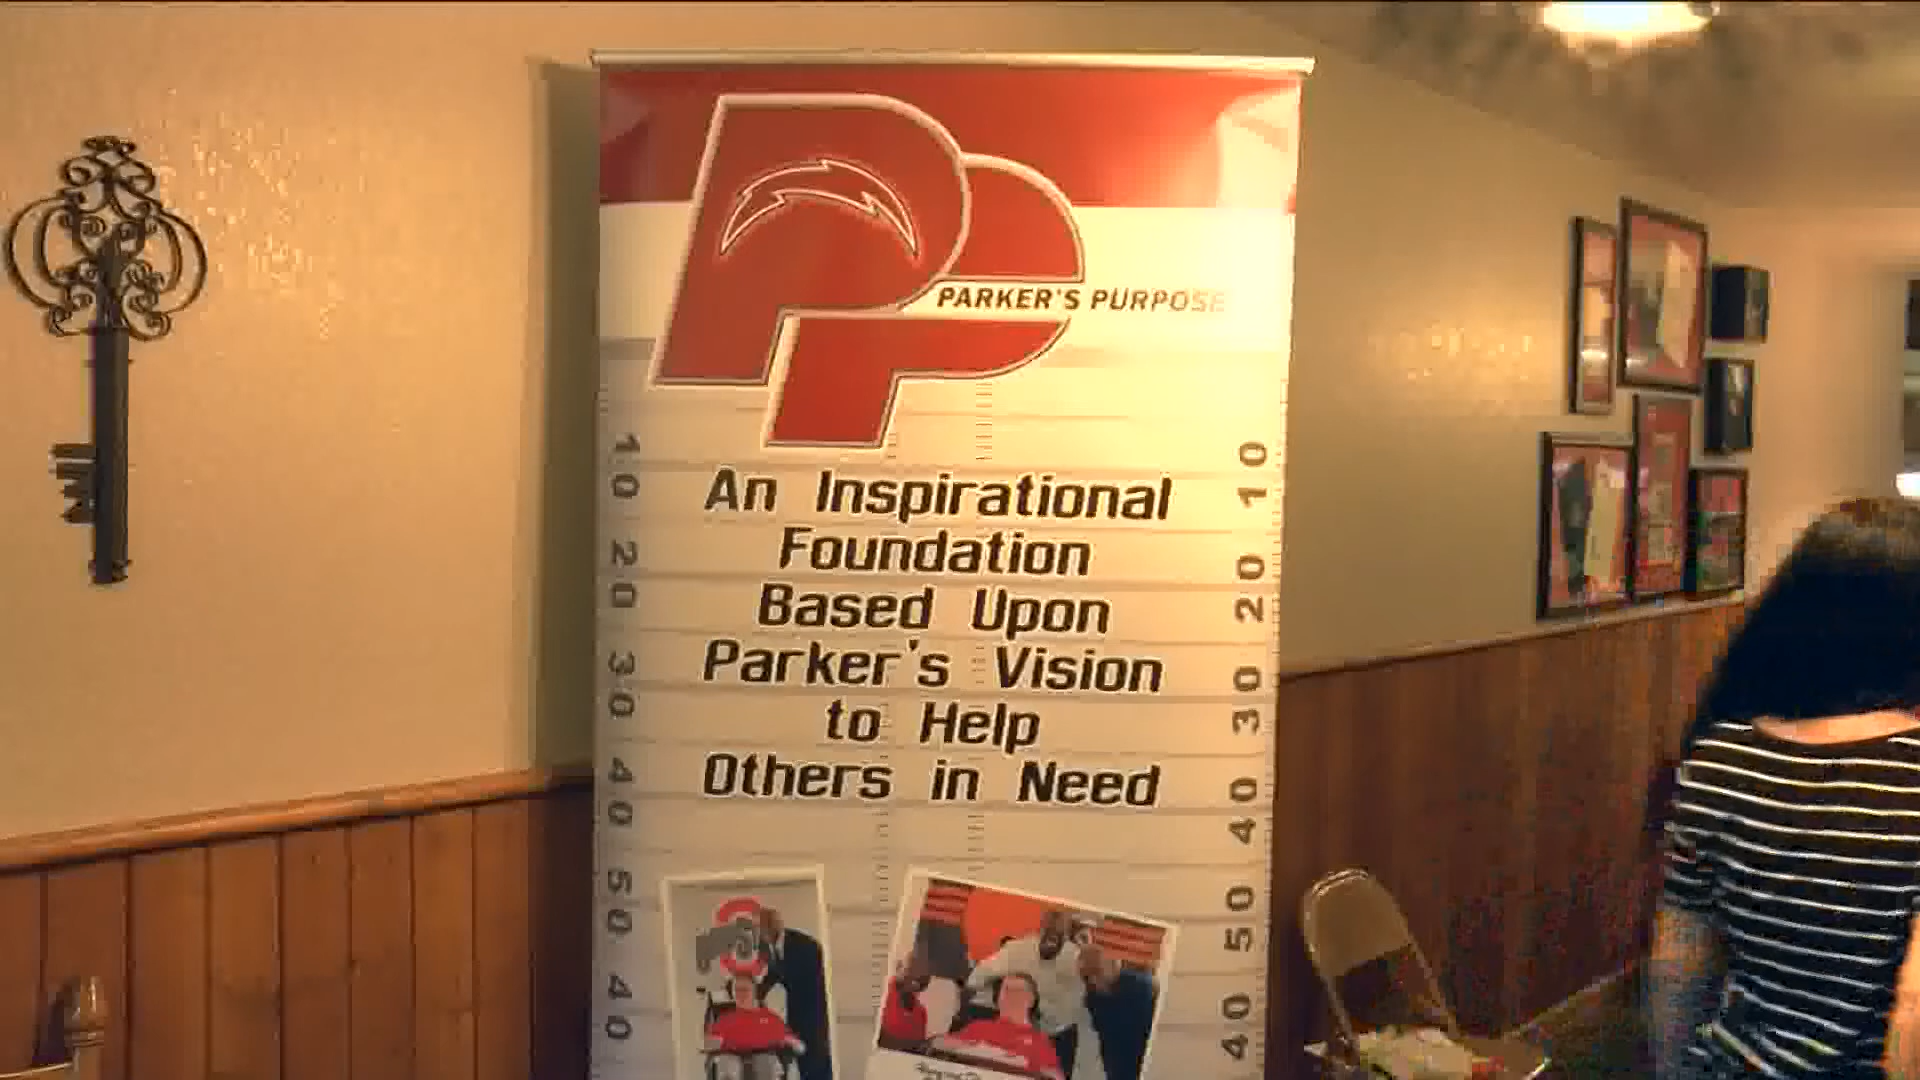 PP
PARKER'S PURPOSE
An Inspirational
Foundation
Based Upon
Parker's Vision
to Help
Others in Need
10 10
20 20
30 30
40 40
50 50
40 40